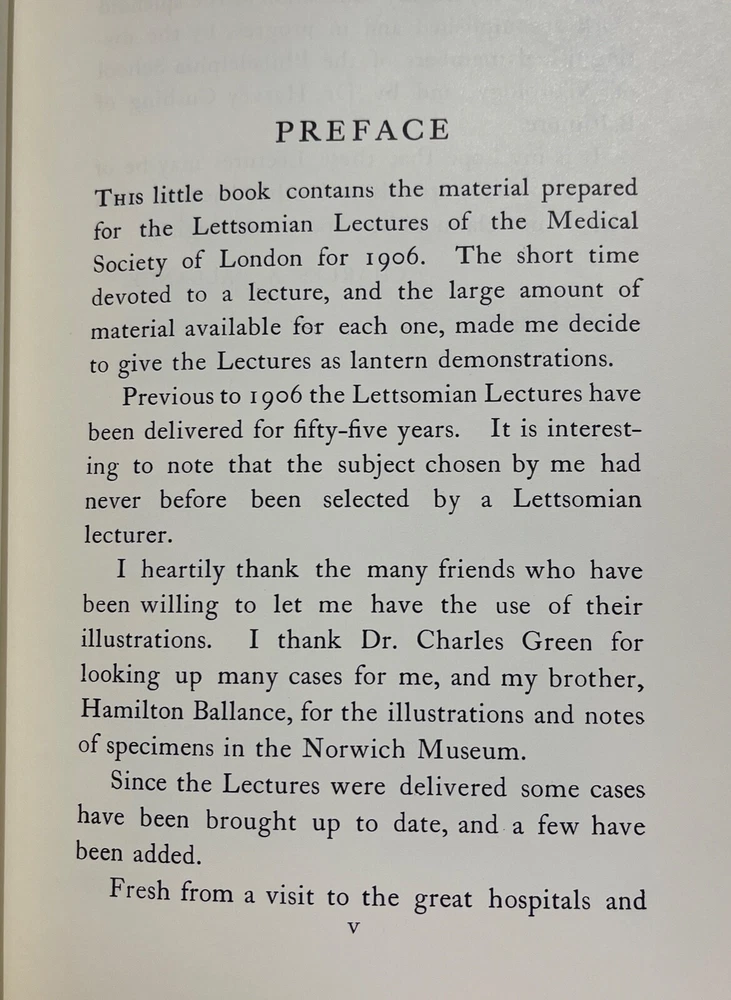 PREFACE
THIS little book contains the material prepared
for the Lettsomian Lectures of the Medical
Society of London for 1906. The short time
devoted to a lecture, and the large amount of
material available for each one, made me decide
to give the Lectures as lantern demonstrations.
Previous to 1906 the Lettsomian Lectures have
been delivered for fifty-five years. It is interest-
ing to note that the subject chosen by me had
never before been selected by a Lettsomian
lecturer.
I heartily thank the many friends who have
been willing to let me have the use of their
illustrations. I thank Dr. Charles Green for
looking up many cases for me, and my brother,
Hamilton Ballance, for the illustrations and notes
of specimens in the Norwich Museum.
Since the Lectures were delivered some cases
have been brought up to date, and a few have
been added.
Fresh from a visit to the great hospitals and
v